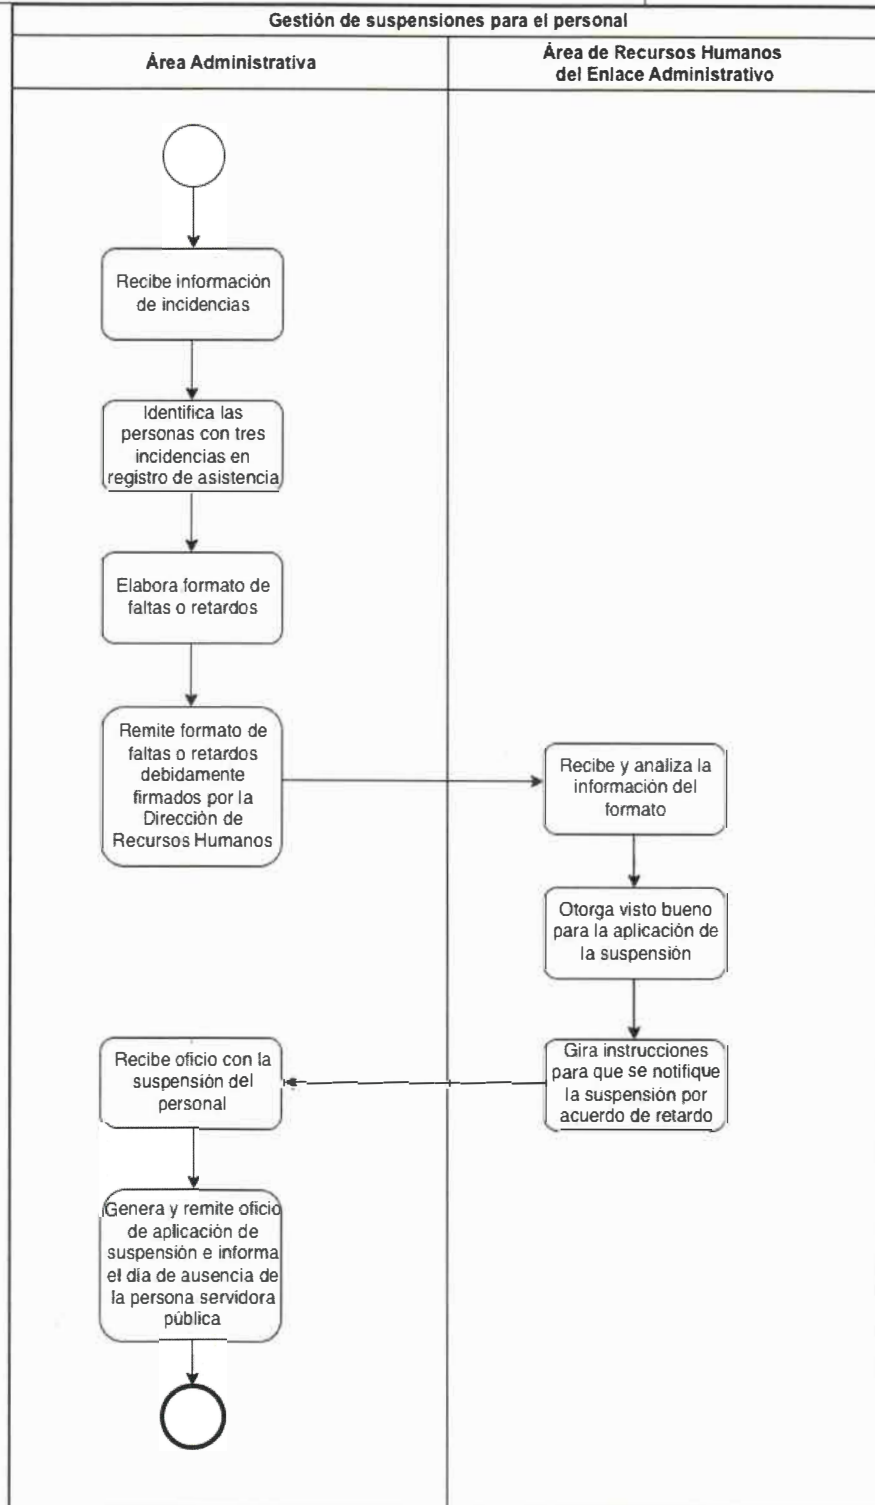 Gestión de suspensiones para el personal
Área Administrativa
Área de Recursos Humanos
del Enlace Administrativo
Recibe información
de incidencias
Identifica las
personas con tres
incidencias en
registro de asistencia
Elabora formato de
faltas o retardos
Remite formato de
faltas o retardos
debidamente
firmados por la
Dirección de
Recursos Humanos
Recibe y analiza la
información del
formato
Otorga visto bueno
para la aplicación de
la suspensión
Gira instrucciones
para que se notifique
la suspensión por
acuerdo de retardo
Recibe oficio con la
suspensión del
personal
Genera y remite oficio
de aplicación de
suspensión e informa
el día de ausencia de
la persona servidora
pública